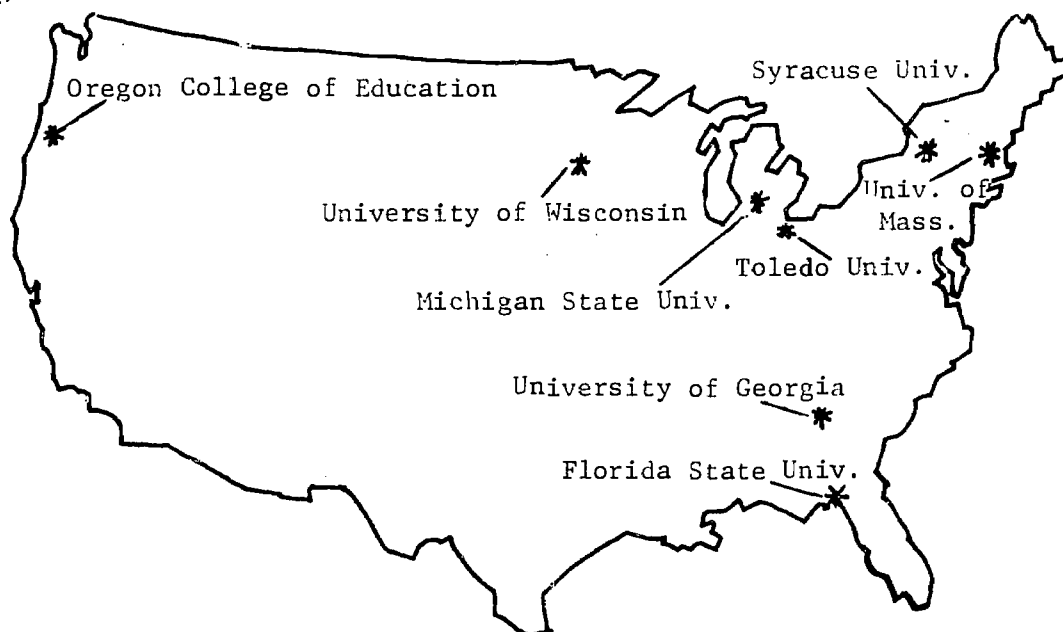 Syracuse Univ.
Oregon College of Education
Univ. of
Mass.
University of Wisconsin
Toledo Univ.
Michigan State Univ.
University of Georgia
Florida State Univ.